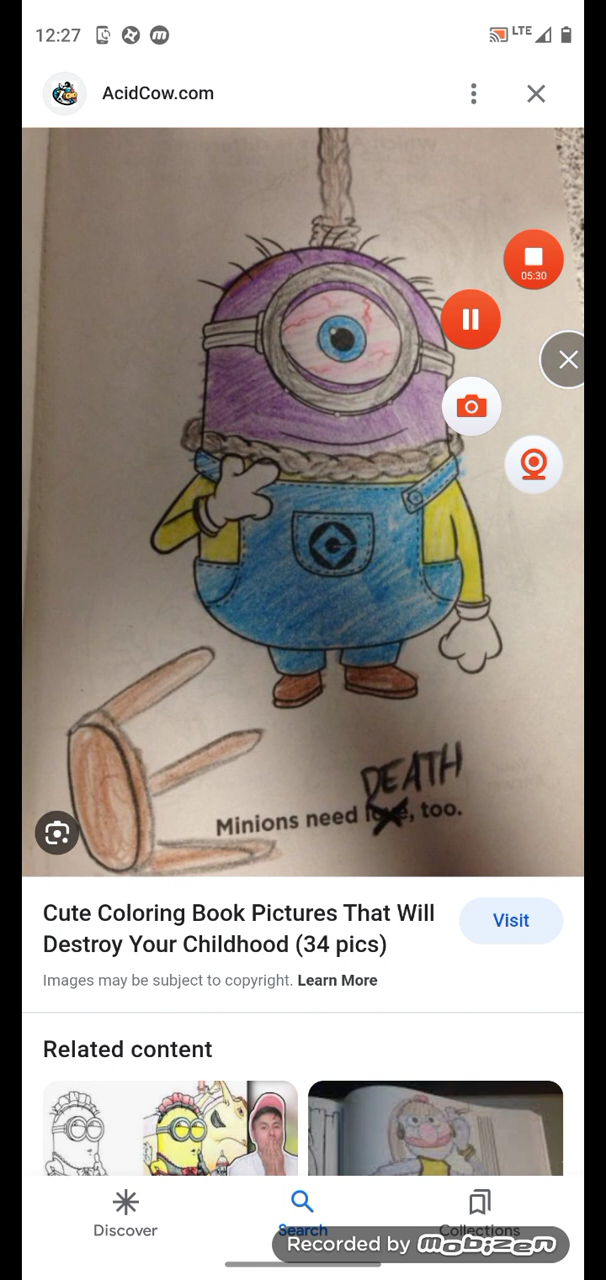 12:27
LTE
AcidCow.com
05:30
DEATH
Minions need love, too.
Cute Coloring Book Pictures That Will
Destroy Your Childhood (34 pics)
Visit
Images may be subject to copyright. Learn More
Related content
Discover
Search
Collections
Recorded by mobizen